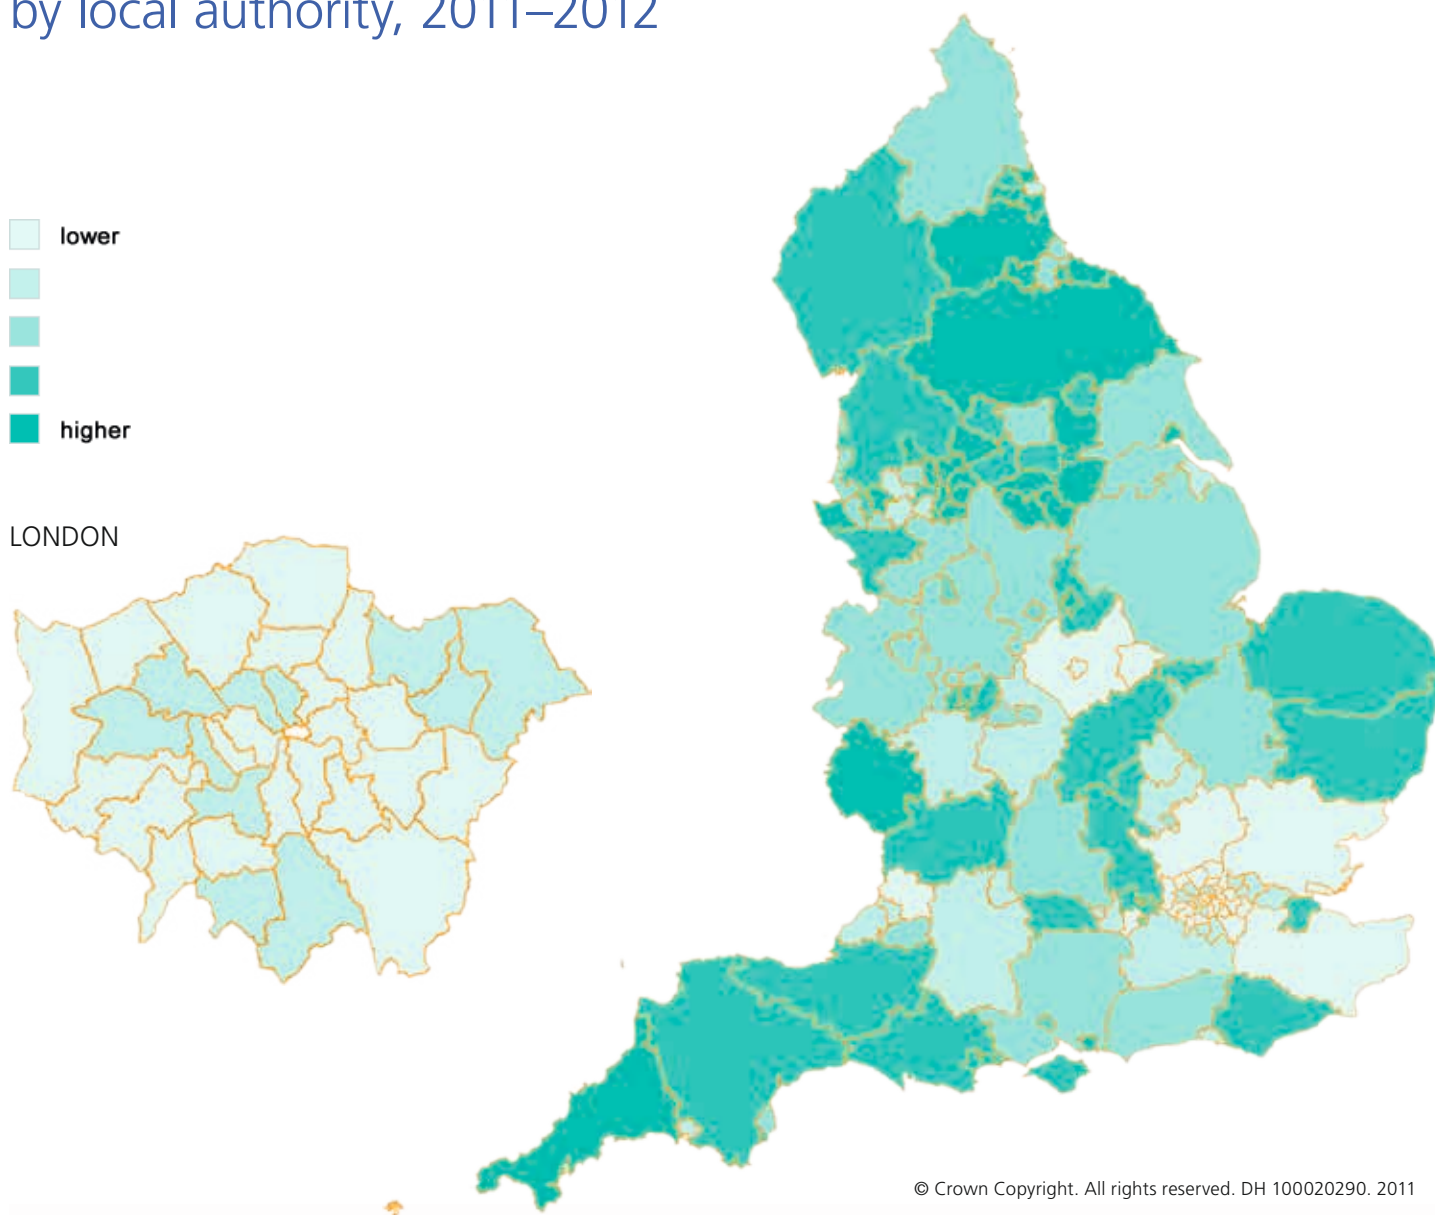 by local authority, 2011–2012
lower
higher
LONDON
© Crown Copyright. All rights reserved. DH 100020290. 2011